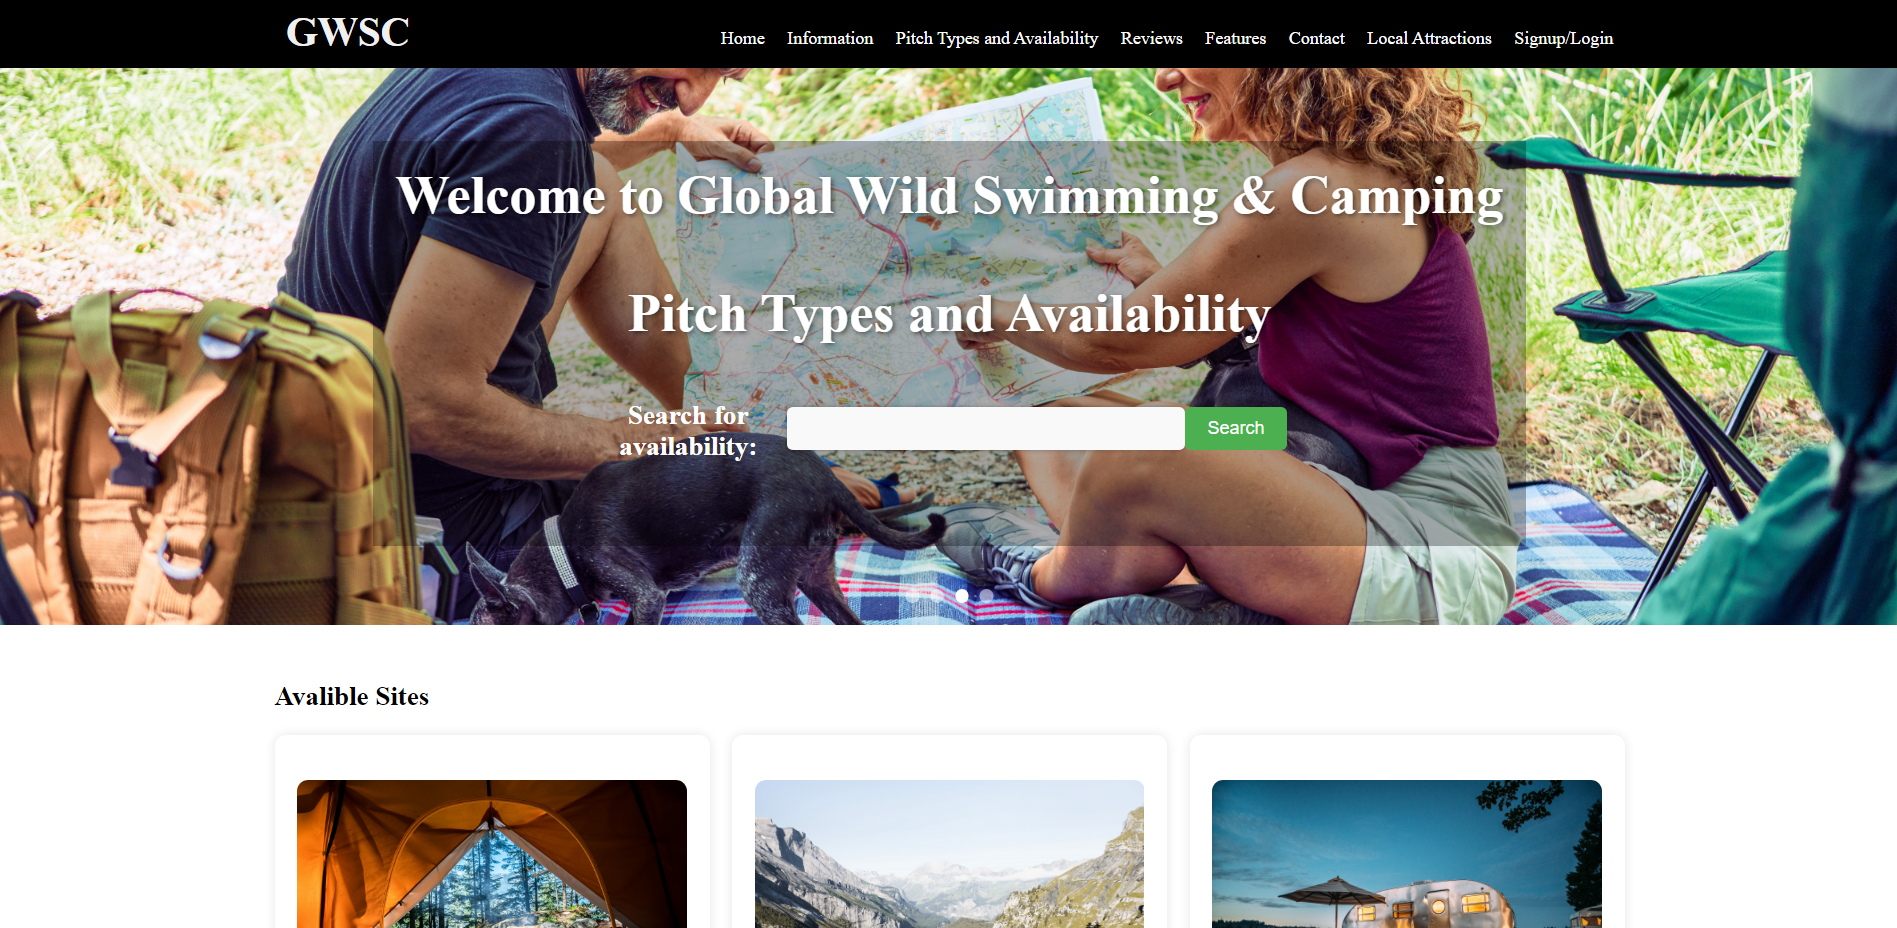 GWSC
Home Information Pitch Types and Availability Reviews Features Contact Local Attractions Signup/Login
Welcome to Global Wild Swimming & Camping
Pitch Types and Availability
Search for
availability:
Search
Avalible Sites